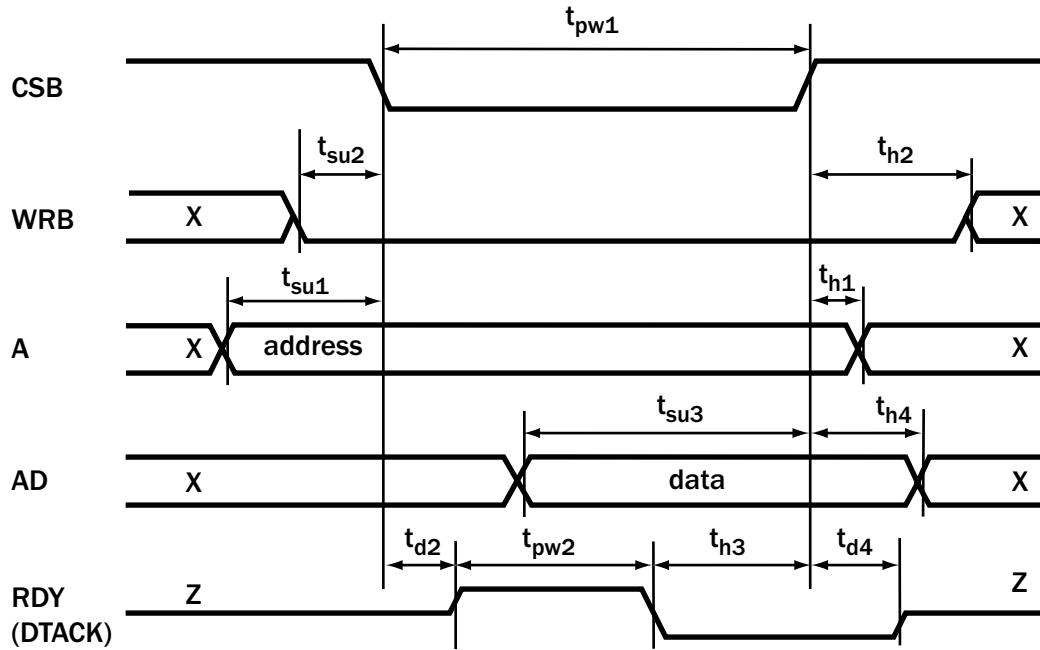 tpw1
CSB
tsu2
th2
WRB
X
X
tsu1
th1
A
X
address
X
tsu3
th4
AD
X
data
X
td2
tpw2
th3
td4
RDY
(DTACK)
Z
Z